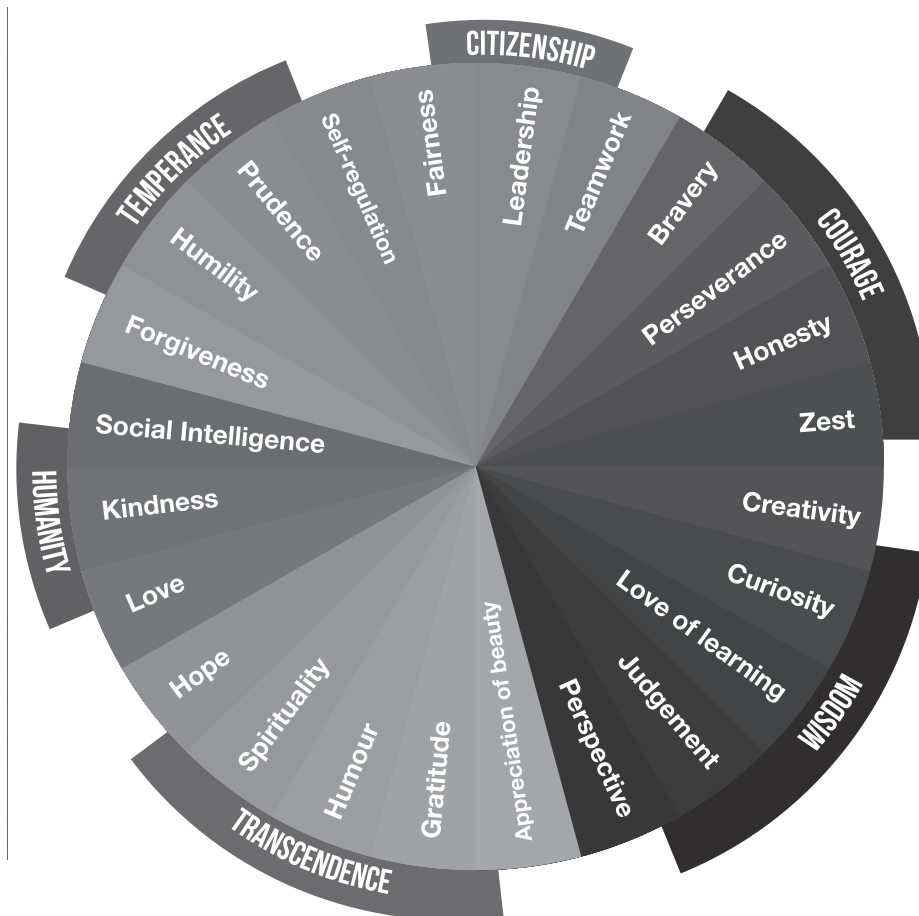 CITIZENSHIP
Fairness
Leadership
Teamwork
COURAGE
Bravery
Perseverance
Honesty
Zest
WISDOM
Creativity
Curiosity
Love of learning
Judgement
Perspective
TRANSCENDENCE
Appreciation of beauty
Gratitude
Humour
Spirituality
Hope
HUMANITY
Love
Kindness
Social Intelligence
TEMPERANCE
Forgiveness
Humility
Prudence
Self-regulation